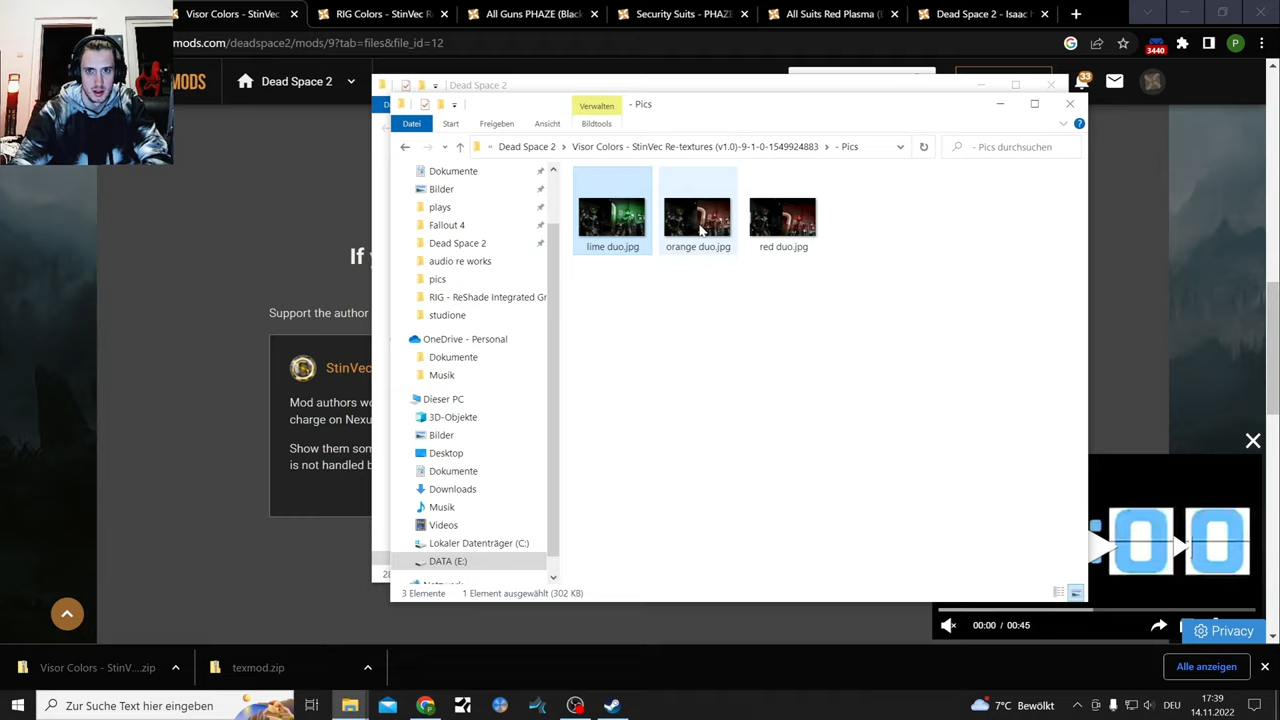 Visor Colors - StinVec
RIG Colors - StinVec R
All Guns PHAZE (Black
Security Suits - PHAZE
All Suits Red Plasma (
Dead Space 2 - Isaac h
mods.com/deadspace2/mods/9?tab=files&file_id=12
3440
P
MODS
Dead Space 2
33
Dead Space 2
Verwalten
- Pics
Datei
Start
Freigeben
Ansicht
Bildtools
« Dead Space 2 > Visor Colors - StinVec Re-textures (v1.0)-9-1-0-1549924883 > - Pics
- Pics durchsuchen
Dokumente
Bilder
plays
Fallout 4
Dead Space 2
audio re works
pics
RIG - ReShade Integrated Gr
studione
OneDrive - Personal
Dokumente
Musik
Dieser PC
3D-Objekte
Bilder
Desktop
Dokumente
Downloads
Musik
Videos
Lokaler Datenträger (C:)
DATA (E:)
lime duo.jpg
orange duo.jpg
red duo.jpg
3 Elemente
1 Element ausgewählt (302 KB)
28
If y
Support the author
StinVec
Mod authors wo
charge on Nexu
Show them som
is not handled b
:00
00:00 / 00:45
Privacy
Visor Colors - StinV....zip
texmod.zip
Alle anzeigen
Zur Suche Text hier eingeben
7°C Bewölkt
DEU
17:39
14.11.2022